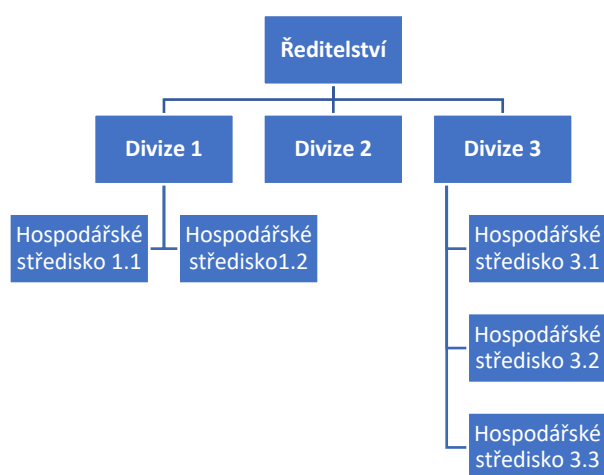 Ředitelství
Divize 1
Divize 2
Divize 3
Hospodářské
středisko 1.1
Hospodářské
středisko1.2
Hospodářské
středisko 3.1
Hospodářské
středisko 3.2
Hospodářské
středisko 3.3